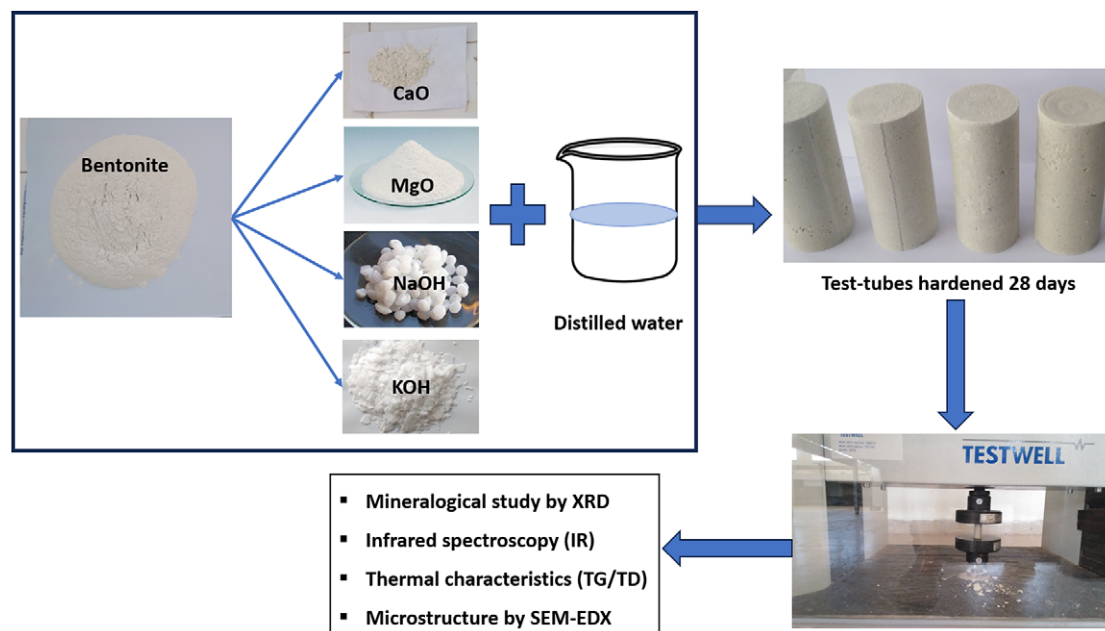 Bentonite
CaO
MgO
NaOH
KOH
Distilled water
Test-tubes hardened 28 days
TESTWELL
TESTWELL
▪ Mineralogical study by XRD
▪ Infrared spectroscopy (IR)
▪ Thermal characteristics (TG/TD)
▪ Microstructure by SEM-EDX